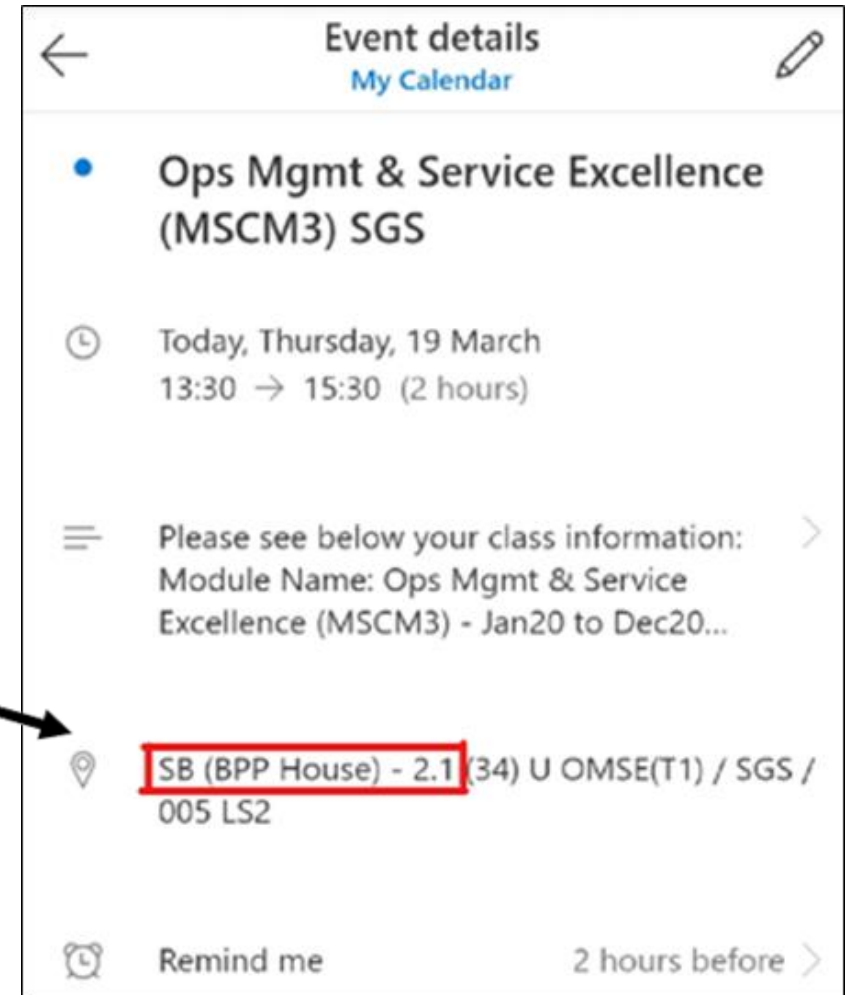 Event details
My Calendar
Ops Mgmt & Service Excellence
(MSCM3) SGS
Today, Thursday, 19 March
13:30 → 15:30 (2 hours)
Please see below your class information:
Module Name: Ops Mgmt & Service
Excellence (MSCM3) - Jan20 to Dec20...
SB (BPP House) - 2.1 (34) U OMSE(T1) / SGS /
005 LS2
Remind me 2 hours before